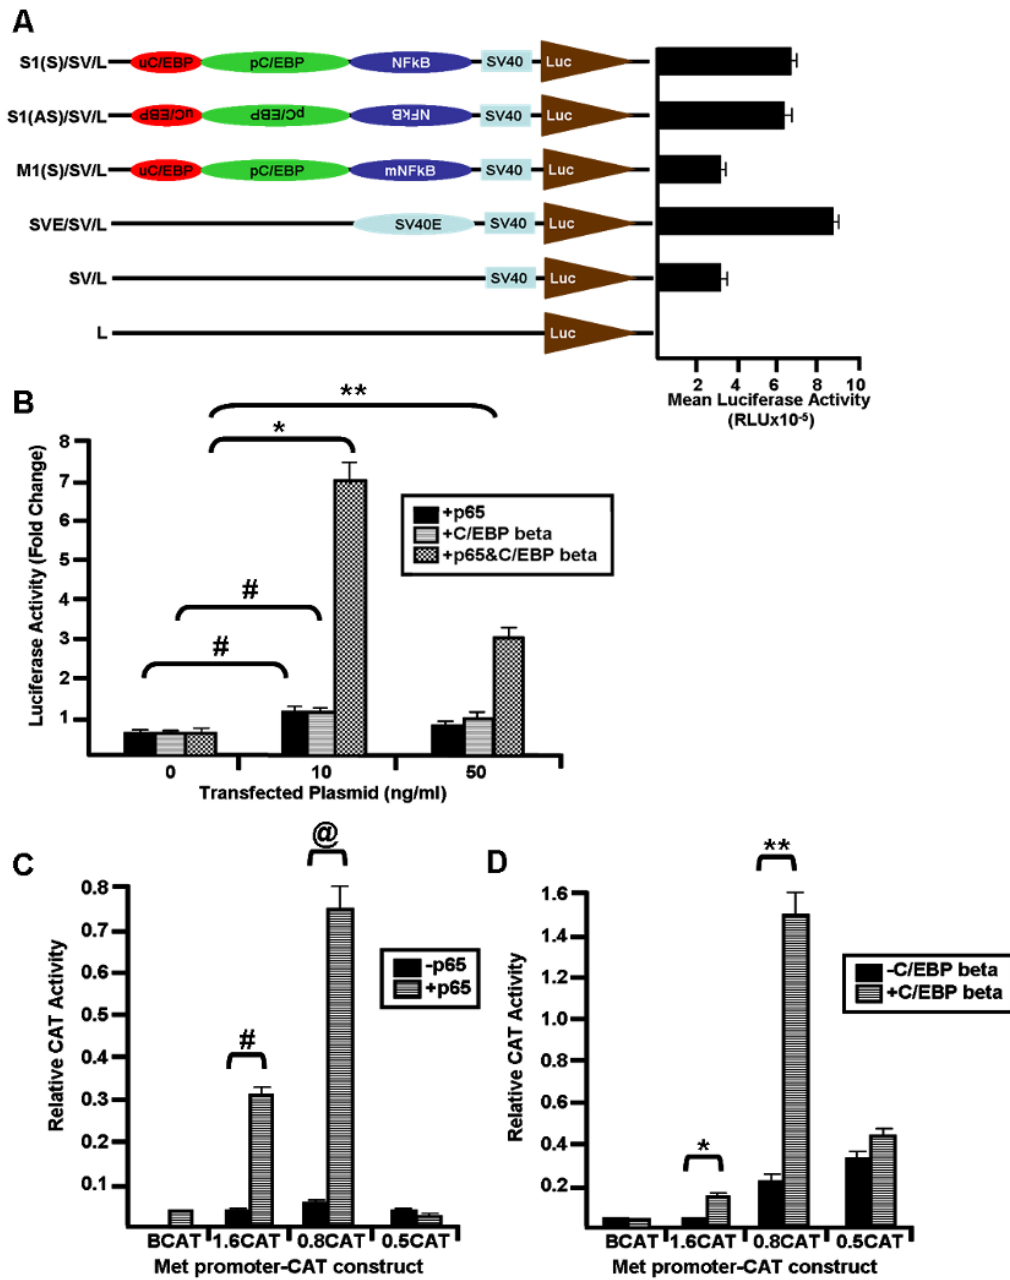 A
S1(S)/SV/L uC/EBP pC/EBP NFkB SV40 Luc
S1(AS)/SV/L uC/EBP pC/EBP NFkB SV40 Luc
M1(S)/SV/L uC/EBP pC/EBP mNFkB SV40 Luc
SVE/SV/L SV40E SV40 Luc
SV/L SV40 Luc
L Luc
2 4 6 8 10
Mean Luciferase Activity
(RLUx10⁻⁵)
B
Luciferase Activity (Fold Change)
8
7
6
5
4
3
2
1
**
*
#
#
+p65
+C/EBP beta
+p65&C/EBP beta
0 10 50
Transfected Plasmid (ng/ml)
C
Relative CAT Activity
0.8
0.7
0.6
0.5
0.4
0.3
0.2
0.1
@
#
-p65
+p65
BCAT 1.6CAT 0.8CAT 0.5CAT
Met promoter-CAT construct
D
Relative CAT Activity
1.6
1.4
1.2
1.0
0.8
0.6
0.4
0.2
**
*
-C/EBP beta
+C/EBP beta
BCAT 1.6CAT 0.8CAT 0.5CAT
Met promoter-CAT construct